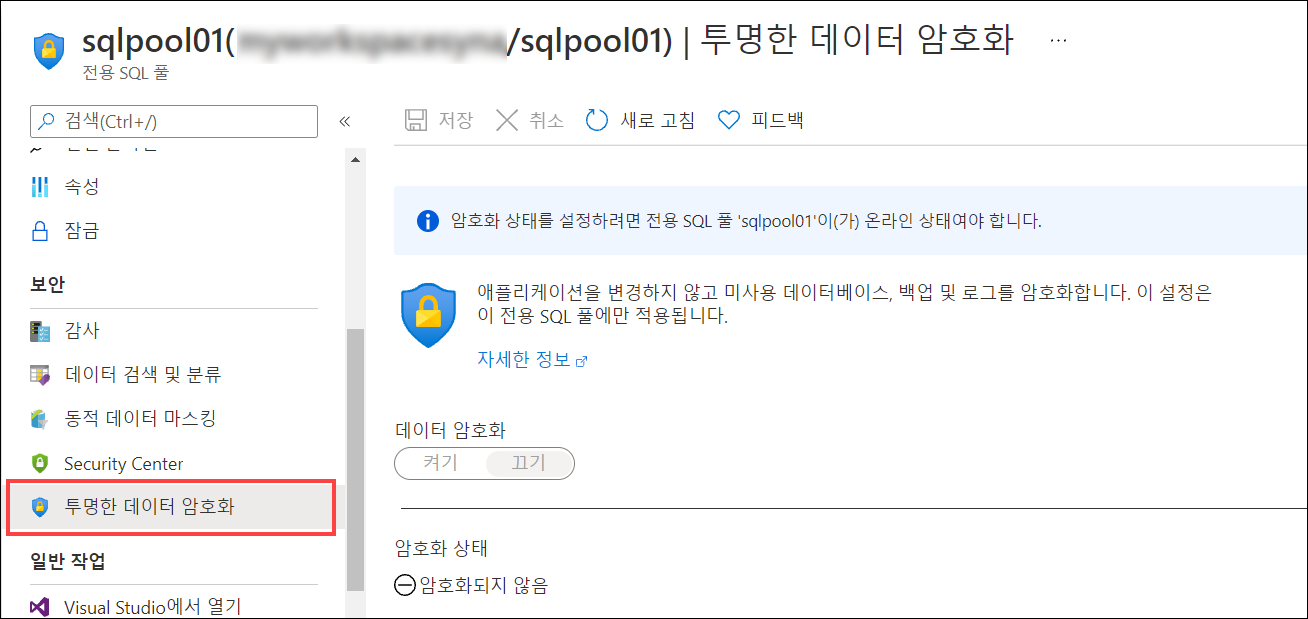 sqlpool01(/sqlpool01) | 투명한 데이터 암호화 ...
전용 SQL 풀
검색(Ctrl+/)
«
저장
취소
새로 고침
피드백
속성
잠금
보안
감사
데이터 검색 및 분류
동적 데이터 마스킹
Security Center
투명한 데이터 암호화
일반 작업
Visual Studio에서 열기
암호화 상태를 설정하려면 전용 SQL 풀 'sqlpool01'이(가) 온라인 상태여야 합니다.
애플리케이션을 변경하지 않고 미사용 데이터베이스, 백업 및 로그를 암호화합니다. 이 설정은
이 전용 SQL 풀에만 적용됩니다.
자세한 정보
데이터 암호화
켜기 끄기
암호화 상태
암호화되지 않음